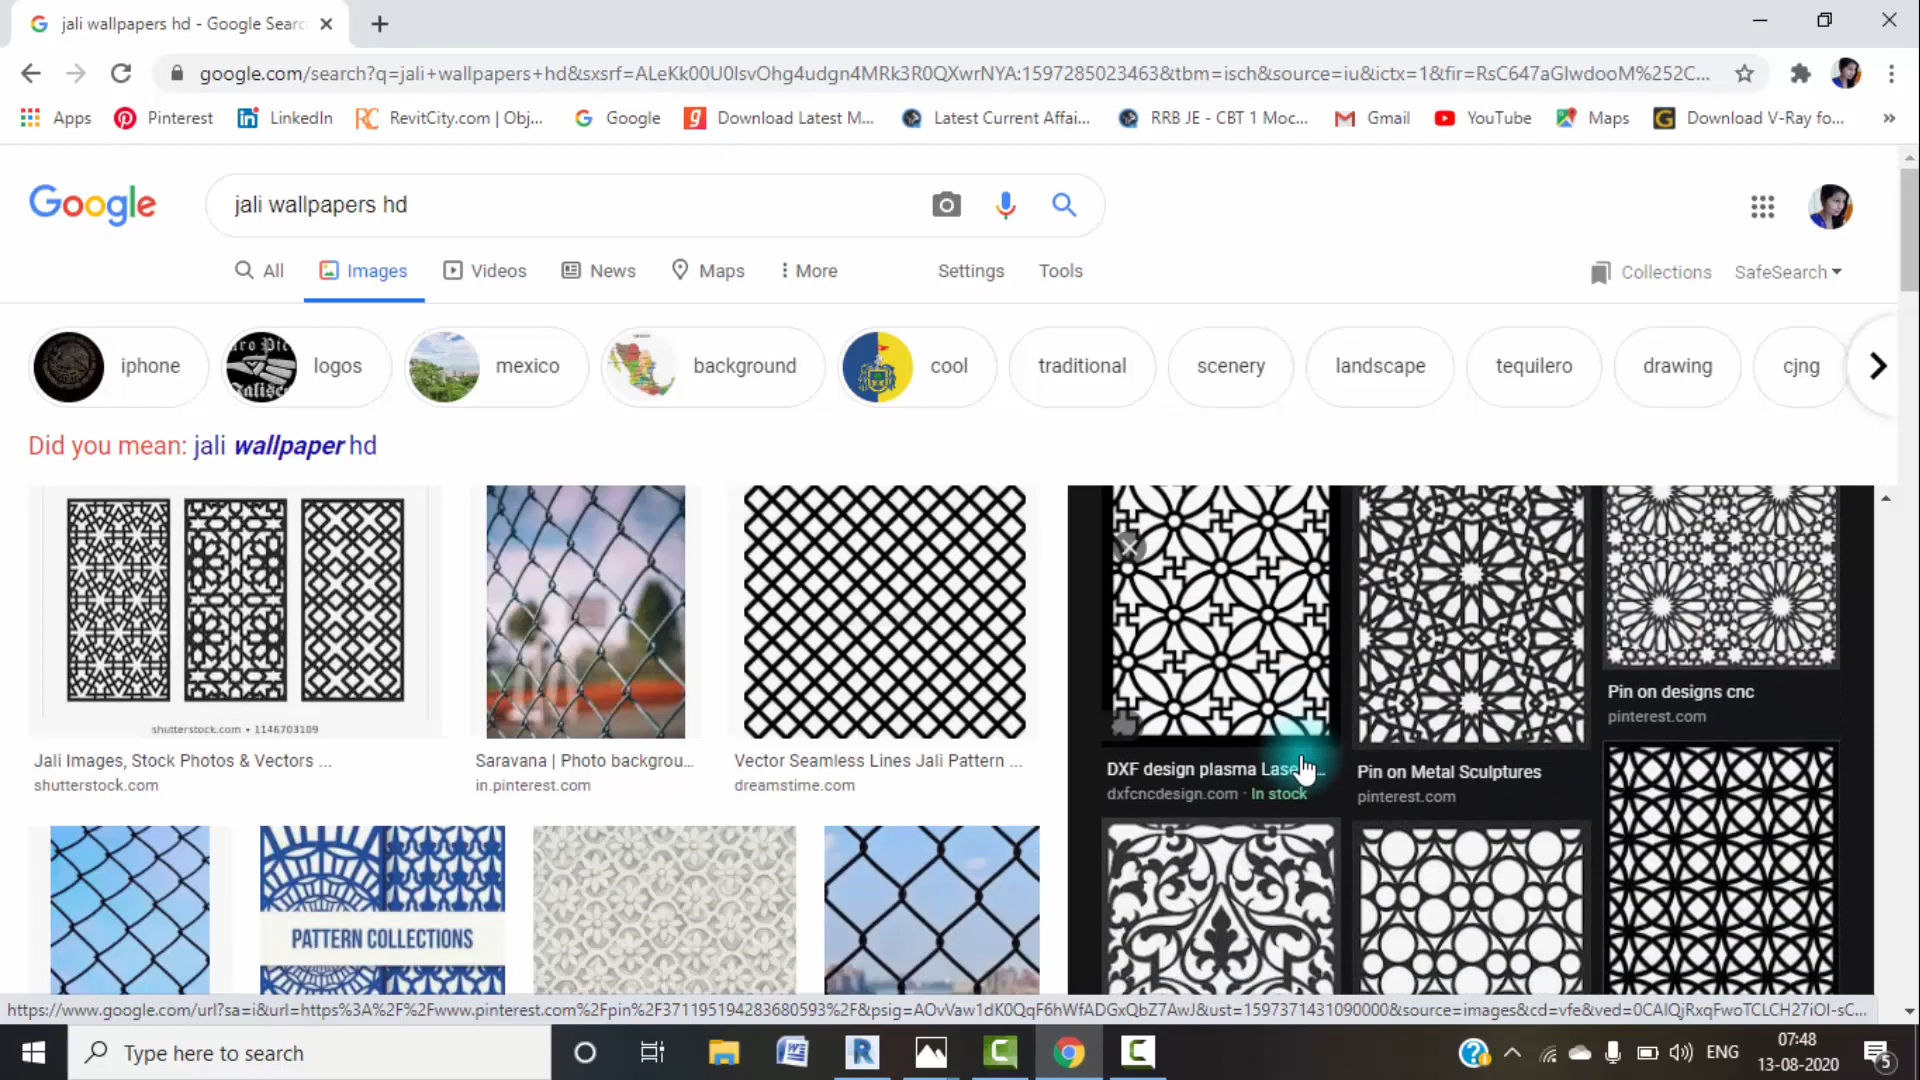 jali wallpapers hd - Google Searc
google.com/search?q=jali+wallpapers+hd&sxsrf=ALeKk00U0IsvOhg4udgn4MRk3R0QXwrNYA:1597285023463&tbm=isch&source=iu&ictx=1&fir=RsC647aGlwdooM%252C...
Apps Pinterest LinkedIn RevitCity.com | Obj... Google Download Latest M... Latest Current Affai... RRB JE - CBT 1 Moc... Gmail YouTube Maps Download V-Ray fo... »
Google jali wallpapers hd
All Images Videos News Maps More Settings Tools Collections SafeSearch
iphone logos mexico background cool traditional scenery landscape tequilero drawing cjng
Did you mean: jali wallpaper hd
shutterstock.com • 1146703109
Jali Images, Stock Photos & Vectors ...
shutterstock.com
Saravana | Photo backgrou...
in.pinterest.com
Vector Seamless Lines Jali Pattern ...
dreamstime.com
DXF design plasma Lase
dxfcncdesign.com · In stock
Pin on Metal Sculptures
pinterest.com
Pin on designs cnc
pinterest.com
PATTERN COLLECTIONS
https://www.google.com/url?sa=i&url=https%3A%2F%2Fwww.pinterest.com%2Fpin%2F371195194283680593%2F&psig=AOvVaw1dK0QqF6hWfADGxQbZ7AwJ&ust=1597371431090000&source=images&cd=vfe&ved=0CAIQjRxqFwoTCLCH27iOI-sC...
Type here to search
ENG
07:48
13-08-2020
5